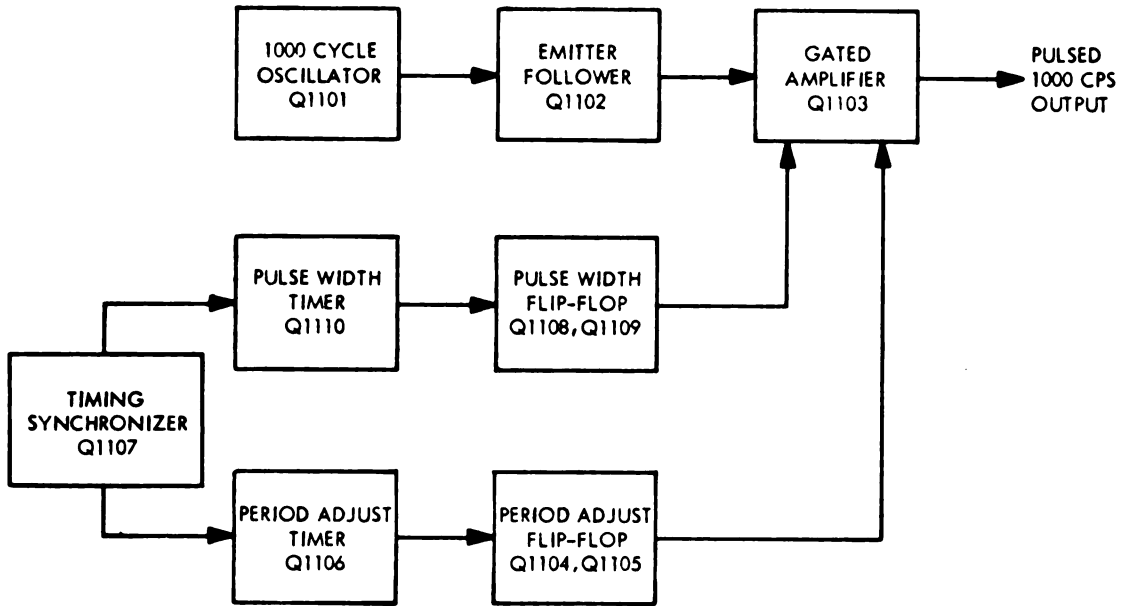 1000 CYCLE
OSCILLATOR
Q1101
EMITTER
FOLLOWER
Q1102
GATED
AMPLIFIER
Q1103
PULSED
1000 CPS
OUTPUT
PULSE WIDTH
TIMER
Q1110
PULSE WIDTH
FLIP-FLOP
Q1108, Q1109
TIMING
SYNCHRONIZER
Q1107
PERIOD ADJUST
TIMER
Q1106
PERIOD ADJUST
FLIP-FLOP
Q1104, Q1105